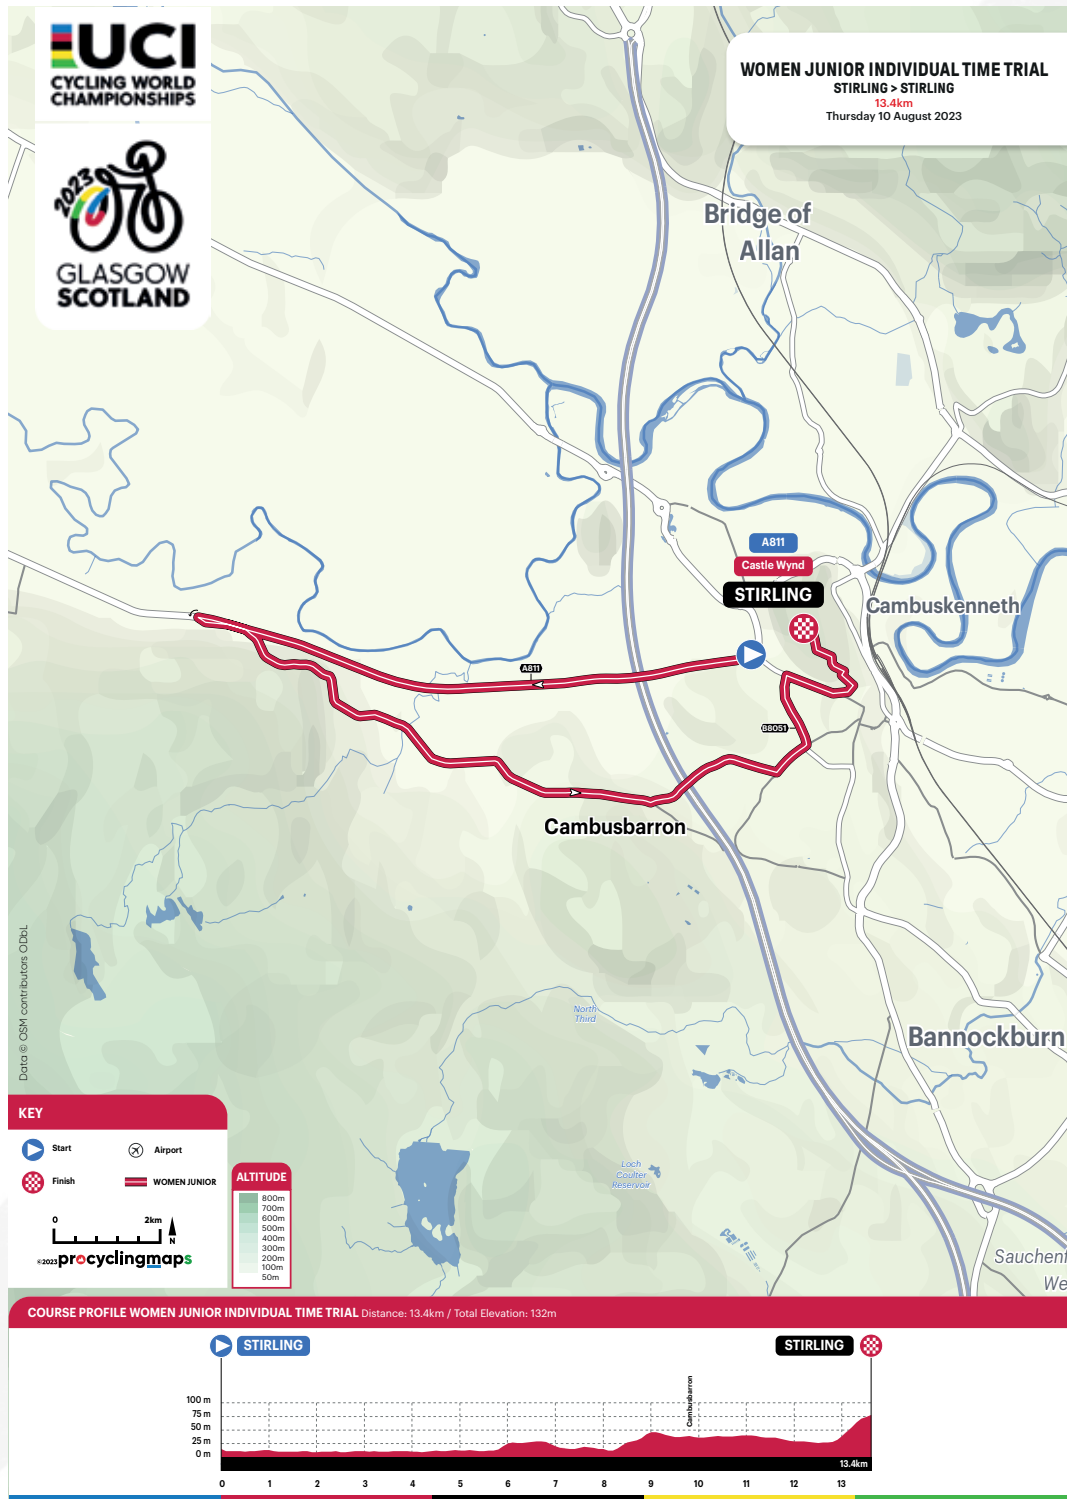 UCI
CYCLING WORLD
CHAMPIONSHIPS
2023
GLASGOW
SCOTLAND
WOMEN JUNIOR INDIVIDUAL TIME TRIAL
STIRLING > STIRLING
13.4km
Thursday 10 August 2023
Bridge of
Allan
A811
Castle Wynd
STIRLING
Cambuskenneth
A811
B8051
Cambusbarron
North
Third
Bannockburn
Loch
Coulter
Reservoir
Sauchenf
We
Data © OSM contributors ODbL
KEY
Start
Airport
Finish
WOMEN JUNIOR
0 2km
N
©2023 procyclingmaps
ALTITUDE
800m
700m
600m
500m
400m
300m
200m
100m
50m
COURSE PROFILE WOMEN JUNIOR INDIVIDUAL TIME TRIAL Distance: 13.4km / Total Elevation: 132m
STIRLING
STIRLING
Cambusbarron
100 m
75 m
50 m
25 m
0 m
13.4km
0 1 2 3 4 5 6 7 8 9 10 11 12 13